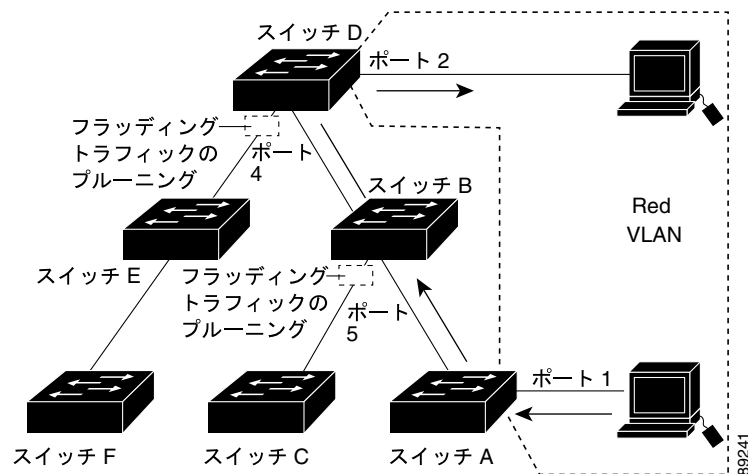 スイッチ D
ポート 2
フラッディング
トラフィックの
プルーニング
ポート
4
スイッチ B
Red
VLAN
スイッチ E
フラッディング
トラフィックの
プルーニング
ポート
5
ポート 1
スイッチ F
スイッチ C
スイッチ A
89241